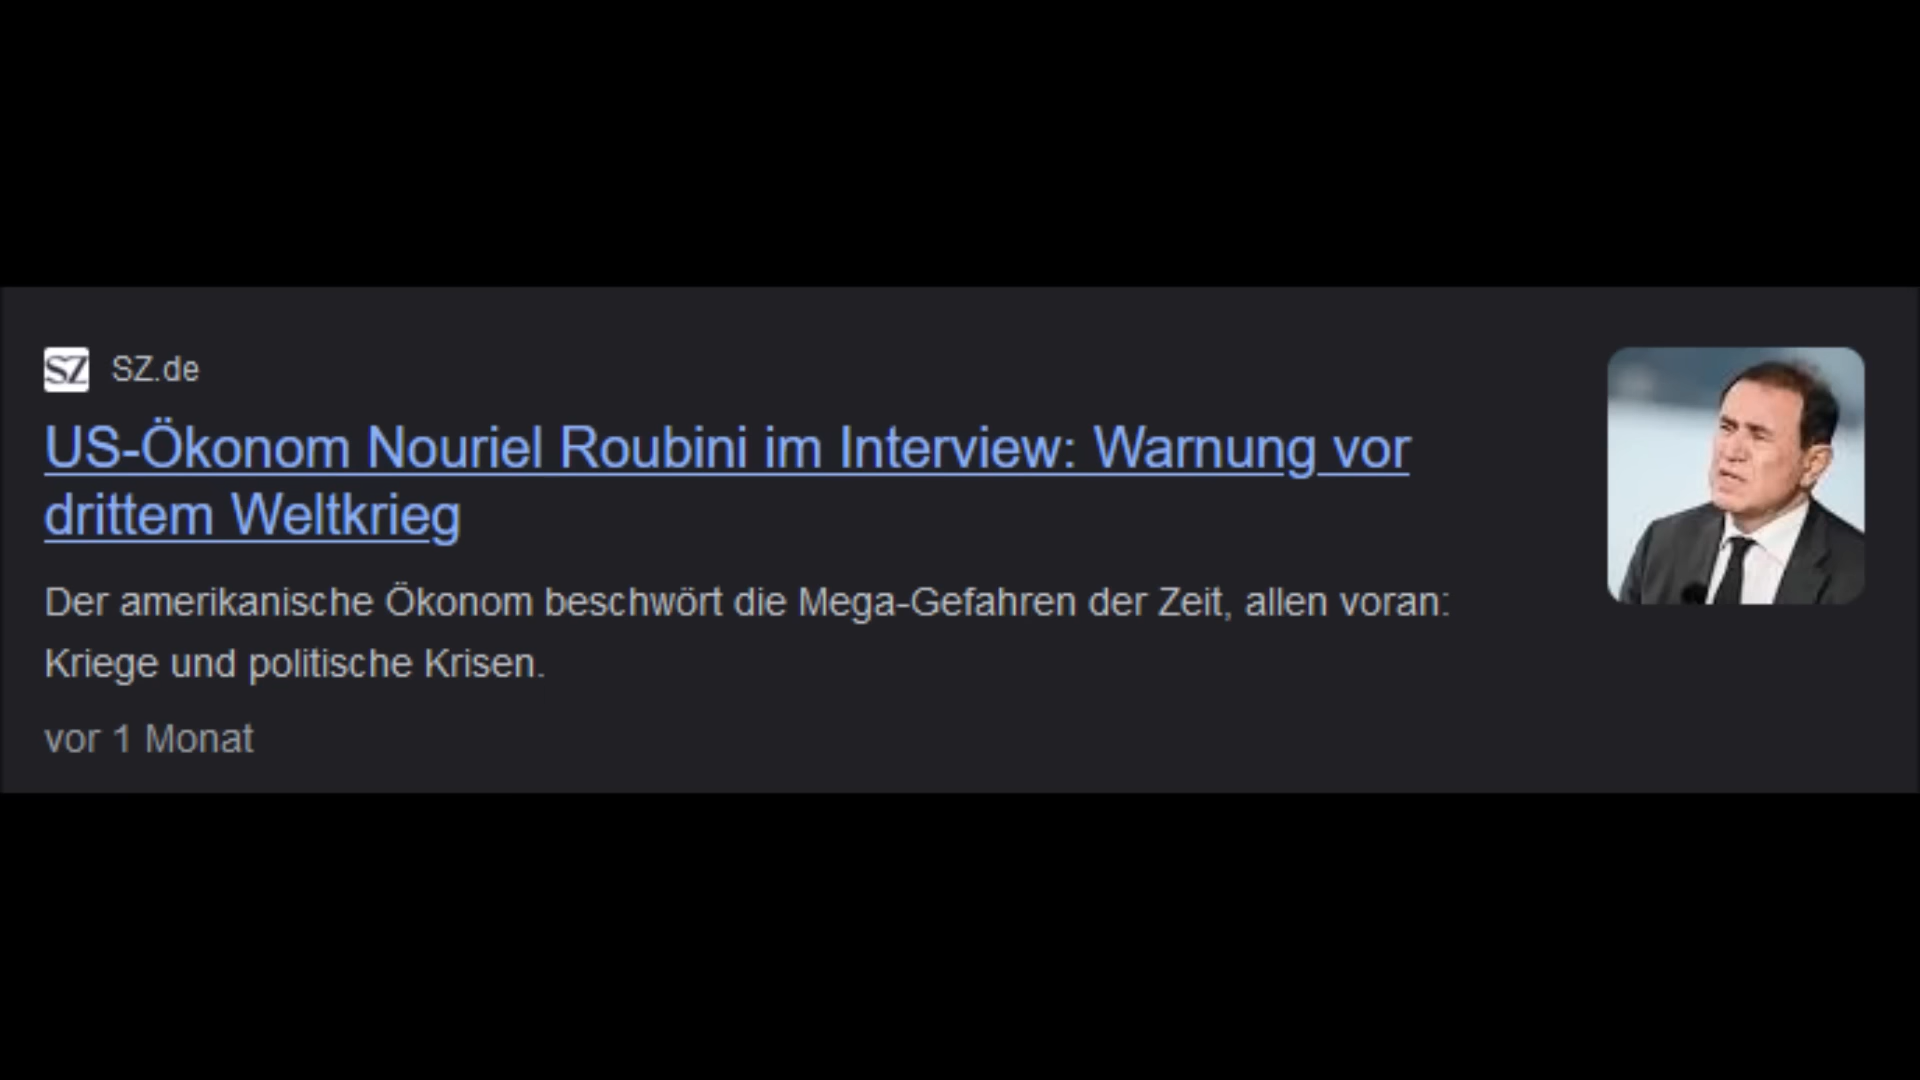 SZ SZ.de
US-Ökonom Nouriel Roubini im Interview: Warnung vor
drittem Weltkrieg
Der amerikanische Ökonom beschwört die Mega-Gefahren der Zeit, allen voran:
Kriege und politische Krisen.
vor 1 Monat